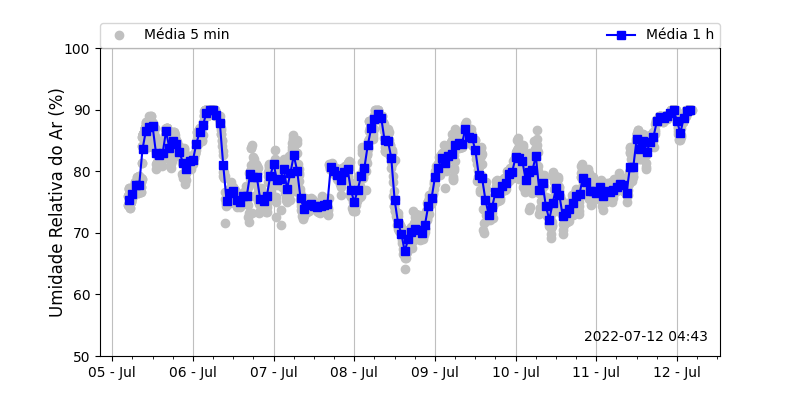 Média 5 min
Média 1 h
Umidade Relativa do Ar (%)
100
90
80
70
60
50
2022-07-12 04:43
05 - Jul
06 - Jul
07 - Jul
08 - Jul
09 - Jul
10 - Jul
11 - Jul
12 - Jul